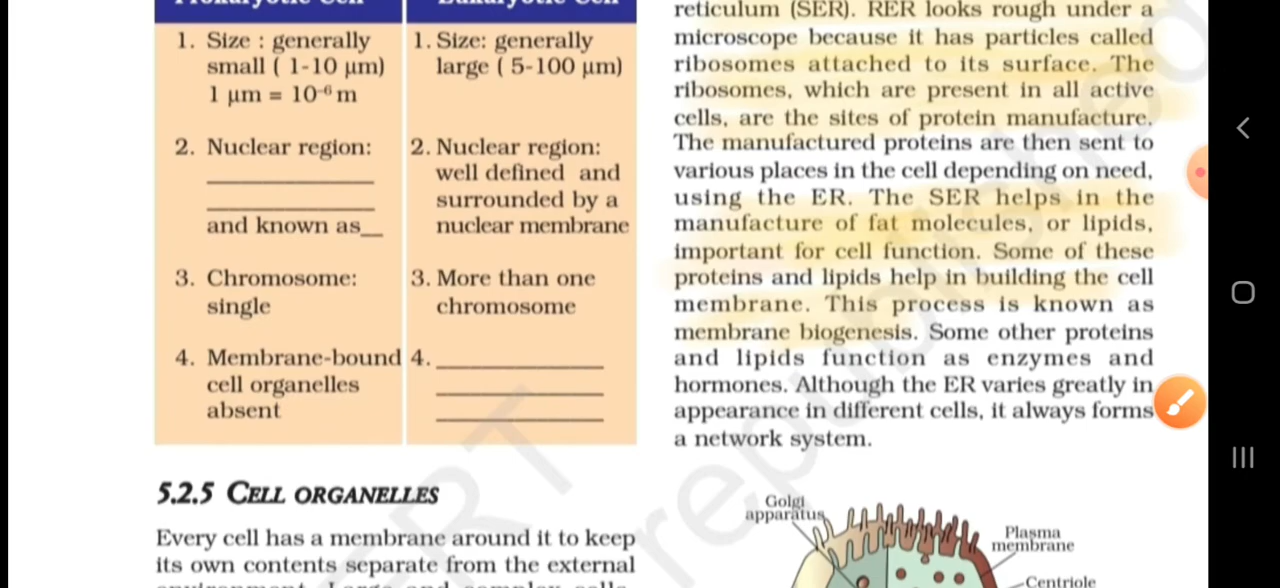 Prokaryotic Cell
Eukaryotic Cell
1. Size : generally
small ( 1-10 μm)
1 μm = 10⁻⁶ m
1. Size: generally
large ( 5-100 μm)
2. Nuclear region:
and known as__
2. Nuclear region:
well defined and
surrounded by a
nuclear membrane
3. Chromosome:
single
3. More than one
chromosome
4. Membrane-bound
cell organelles
absent
4.
5.2.5 CELL ORGANELLES
Every cell has a membrane around it to keep
its own contents separate from the external
reticulum (SER). RER looks rough under a
microscope because it has particles called
ribosomes attached to its surface. The
ribosomes, which are present in all active
cells, are the sites of protein manufacture.
The manufactured proteins are then sent to
various places in the cell depending on need,
using the ER. The SER helps in the
manufacture of fat molecules, or lipids,
important for cell function. Some of these
proteins and lipids help in building the cell
membrane. This process is known as
membrane biogenesis. Some other proteins
and lipids function as enzymes and
hormones. Although the ER varies greatly in
appearance in different cells, it always forms
a network system.
Golgi
apparatus
Plasma
membrane
Centriole